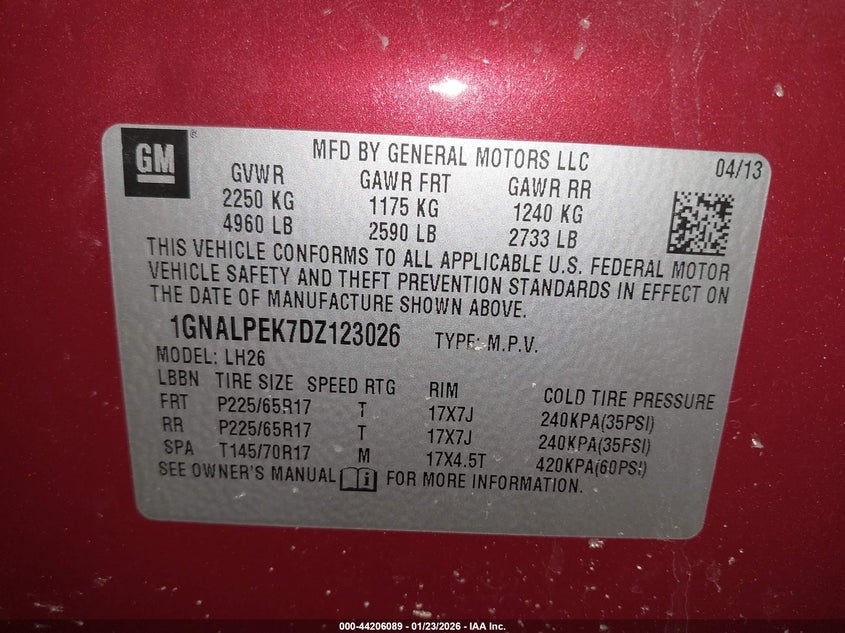 GM
MFD BY GENERAL MOTORS LLC 04/13
GVWR GAWR FRT GAWR RR
2250 KG 1175 KG 1240 KG
4960 LB 2590 LB 2733 LB
THIS VEHICLE CONFORMS TO ALL APPLICABLE U.S. FEDERAL MOTOR
VEHICLE SAFETY AND THEFT PREVENTION STANDARDS IN EFFECT ON
THE DATE OF MANUFACTURE SHOWN ABOVE.
1GNALPEK7DZ123026 TYPE: M.P.V.
MODEL: LH26
LBBN TIRE SIZE SPEED RTG RIM COLD TIRE PRESSURE
FRT P225/65R17 T 17X7J 240KPA(35PSI)
RR P225/65R17 T 17X7J 240KPA(35PSI)
SPA T145/70R17 M 17X4.5T 420KPA(60PSI)
SEE OWNER'S MANUAL i FOR MORE INFORMATION.
000-44206089 - 01/23/2026 - IAA Inc.